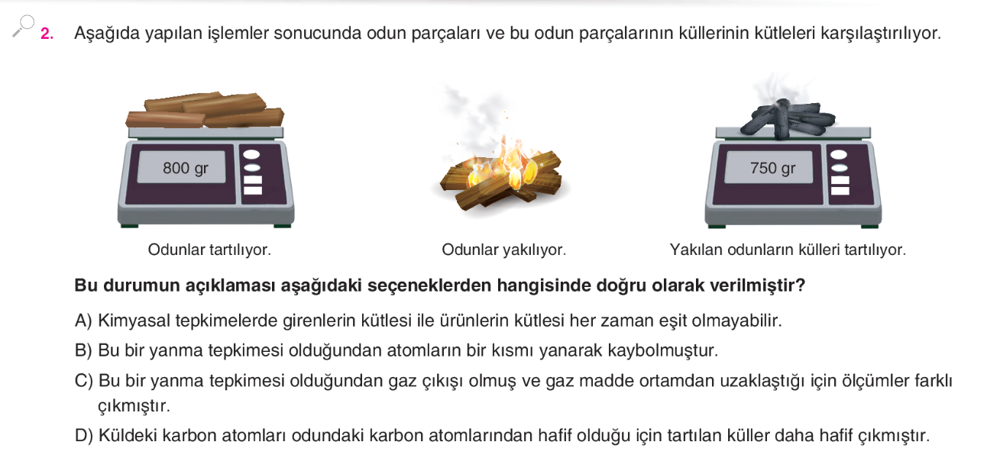 2. Aşağıda yapılan işlemler sonucunda odun parçaları ve bu odun parçalarının küllerinin kütleleri karşılaştırılıyor.
800 gr
750 gr
Odunlar tartılıyor.
Odunlar yakılıyor.
Yakılan odunların külleri tartılıyor.
Bu durumun açıklaması aşağıdaki seçeneklerden hangisinde doğru olarak verilmiştir?
A) Kimyasal tepkimelerde girenlerin kütlesi ile ürünlerin kütlesi her zaman eşit olmayabilir.
B) Bu bir yanma tepkimesi olduğundan atomların bir kısmı yanarak kaybolmuştur.
C) Bu bir yanma tepkimesi olduğundan gaz çıkışı olmuş ve gaz madde ortamdan uzaklaştığı için ölçümler farklı
çıkmıştır.
D) Küldeki karbon atomları odundaki karbon atomlarından hafif olduğu için tartılan küller daha hafif çıkmıştır.